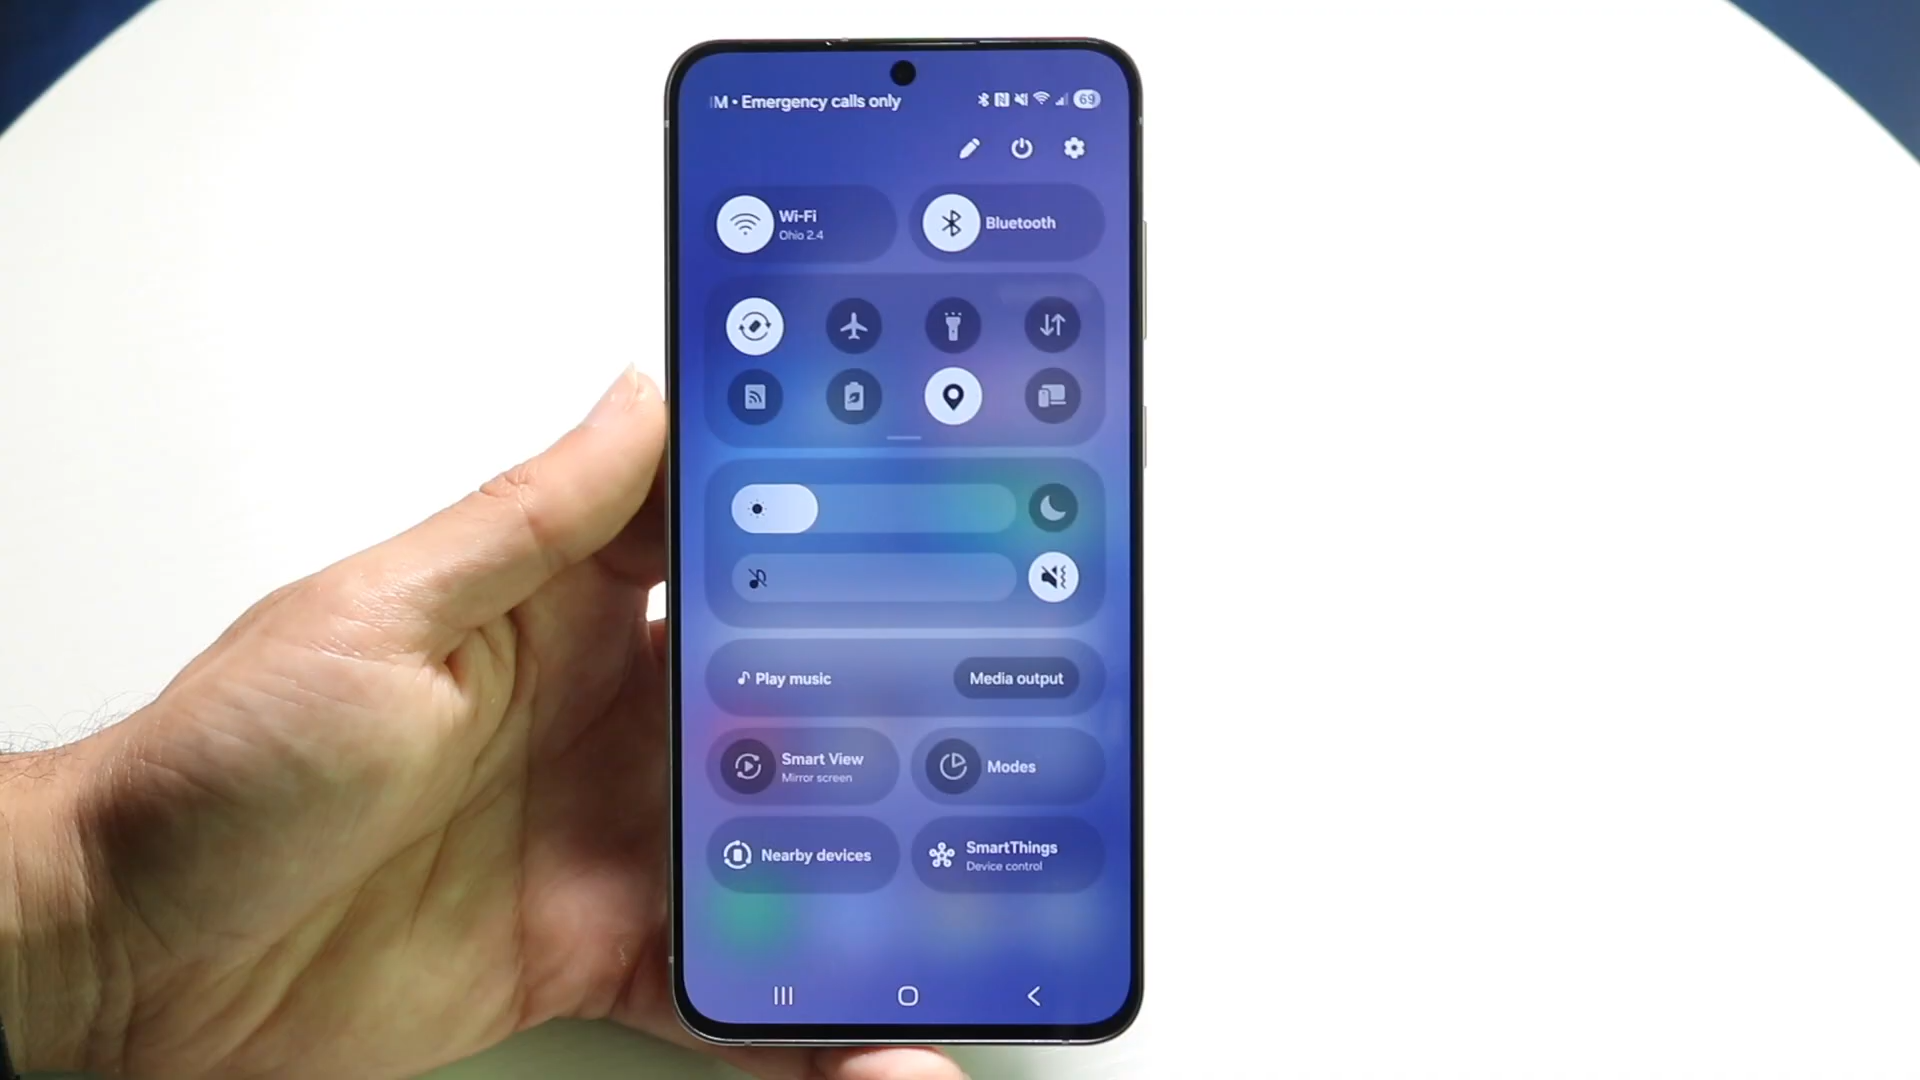 M • Emergency calls only
69
Wi-Fi
Ohio 2.4
Bluetooth
Play music
Media output
Smart View
Mirror screen
Modes
Nearby devices
SmartThings
Device control